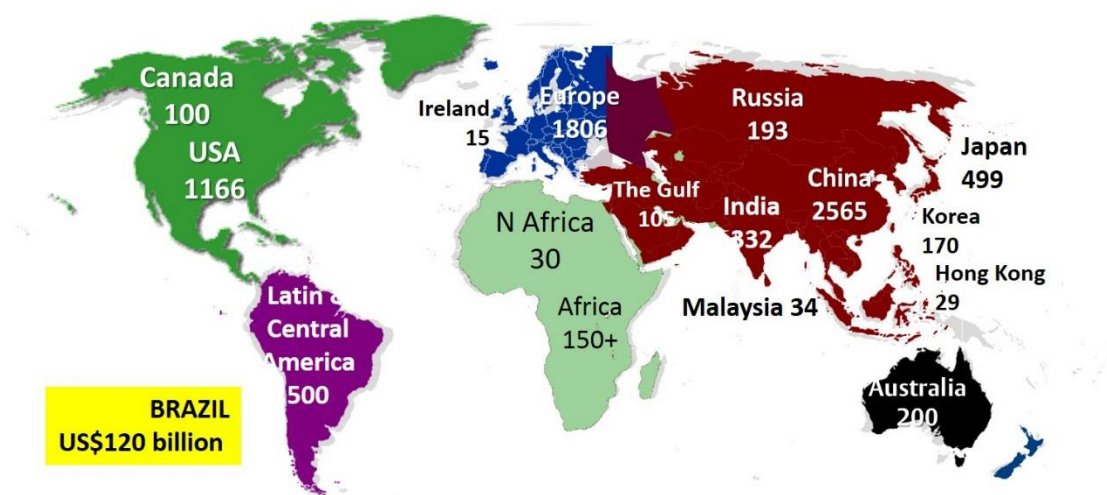 Canada
100
USA
1166
Ireland
15
Europe
1806
Russia
193
Japan
499
The Gulf
105
India
332
China
2565
Korea
170
Hong Kong
29
Malaysia 34
N Africa
30
Africa
150+
Latin &
Central
America
500
Australia
200
BRAZIL
US$120 billion